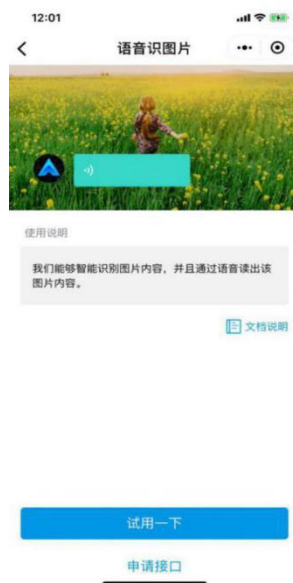 12:01
语音识图片
使用说明
我们能够智能识别图片内容，并且通过语音读出该
图片内容。
文档说明
试用一下
申请接口